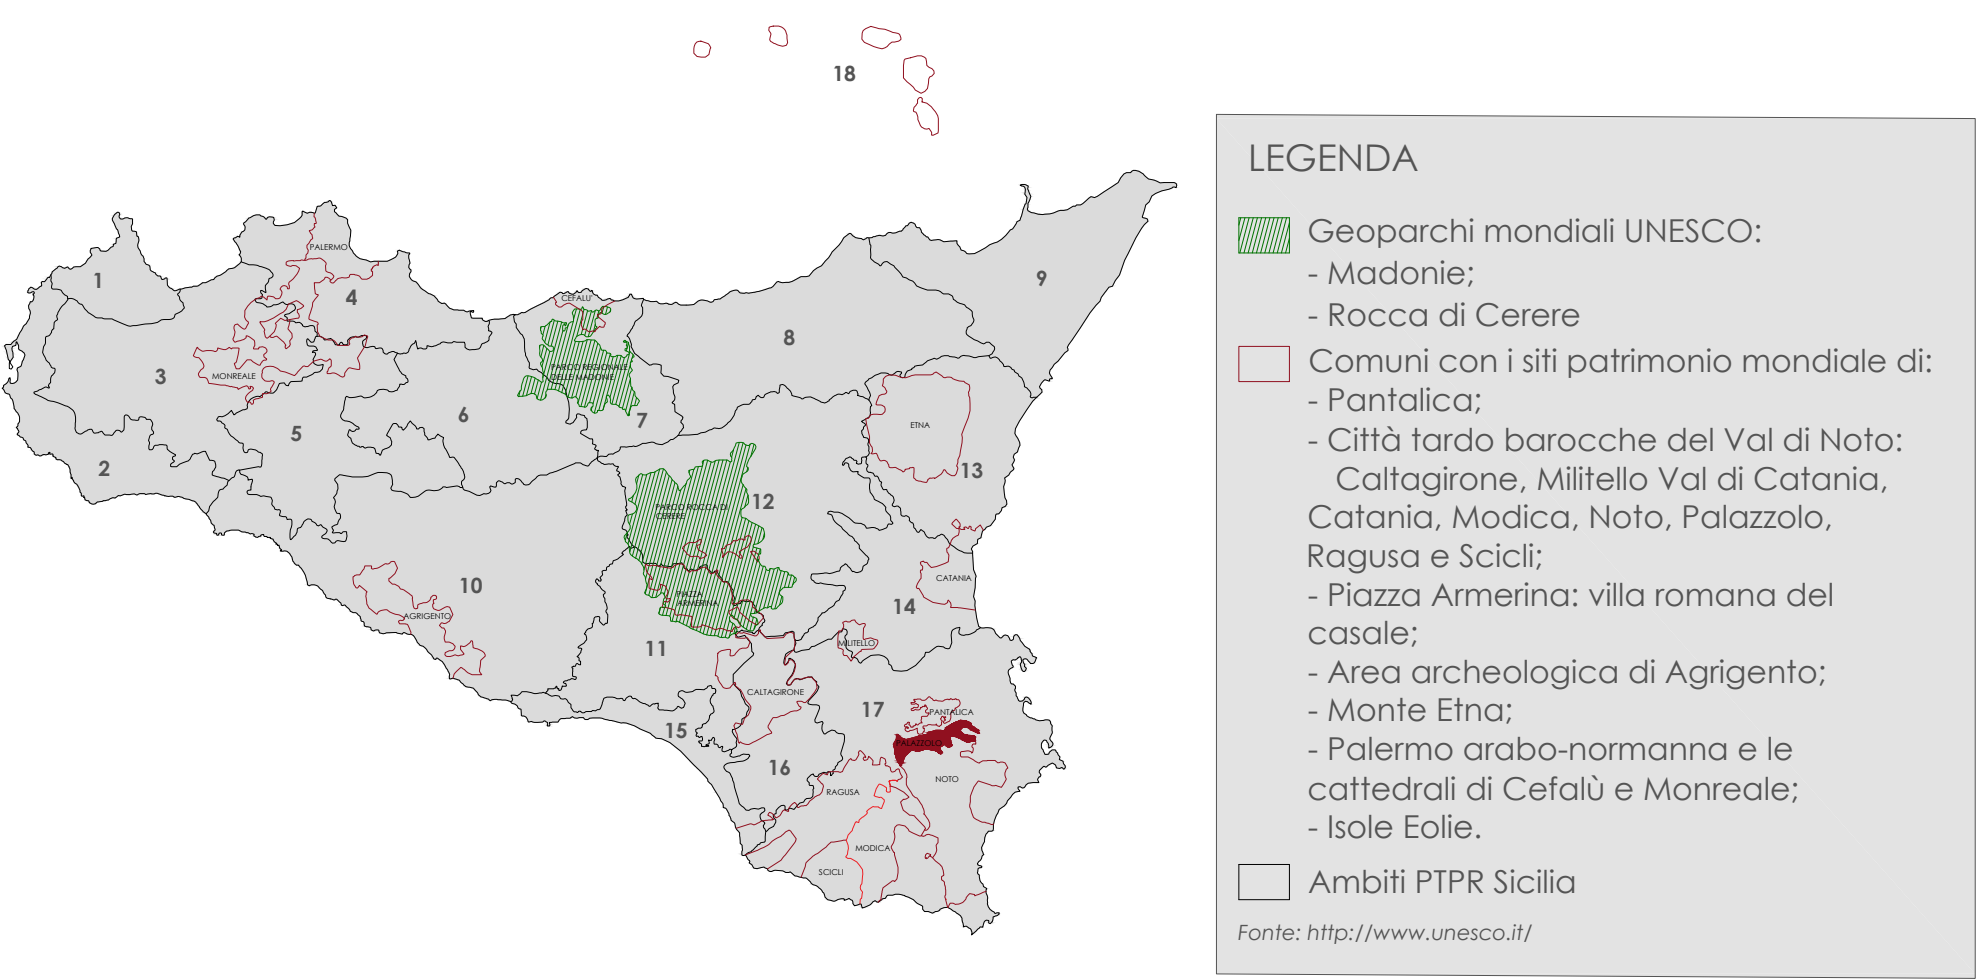 18
PALERMO
1
9
4
CEFALU'
8
PARCO REGIONALE
DELLE MADONIE
3
MONREALE
6
7
5
ETNA
2
13
12
PARCO ROCCA DI
CERERE
10
CATANIA
PIAZZA
ARMERINA
14
AGRIGENTO
MILITELLO
11
CALTAGIRONE
17
PANTALICA
15
PALAZZOLO
16
NOTO
RAGUSA
MODICA
SCICLI
LEGENDA
Geoparchi mondiali UNESCO:
- Madonie;
- Rocca di Cerere
Comuni con i siti patrimonio mondiale di:
- Pantalica;
- Città tardo barocche del Val di Noto:
Caltagirone, Militello Val di Catania,
Catania, Modica, Noto, Palazzolo,
Ragusa e Scicli;
- Piazza Armerina: villa romana del
casale;
- Area archeologica di Agrigento;
- Monte Etna;
- Palermo arabo-normanna e le
cattedrali di Cefalù e Monreale;
- Isole Eolie.
Ambiti PTPR Sicilia
Fonte: http://www.unesco.it/